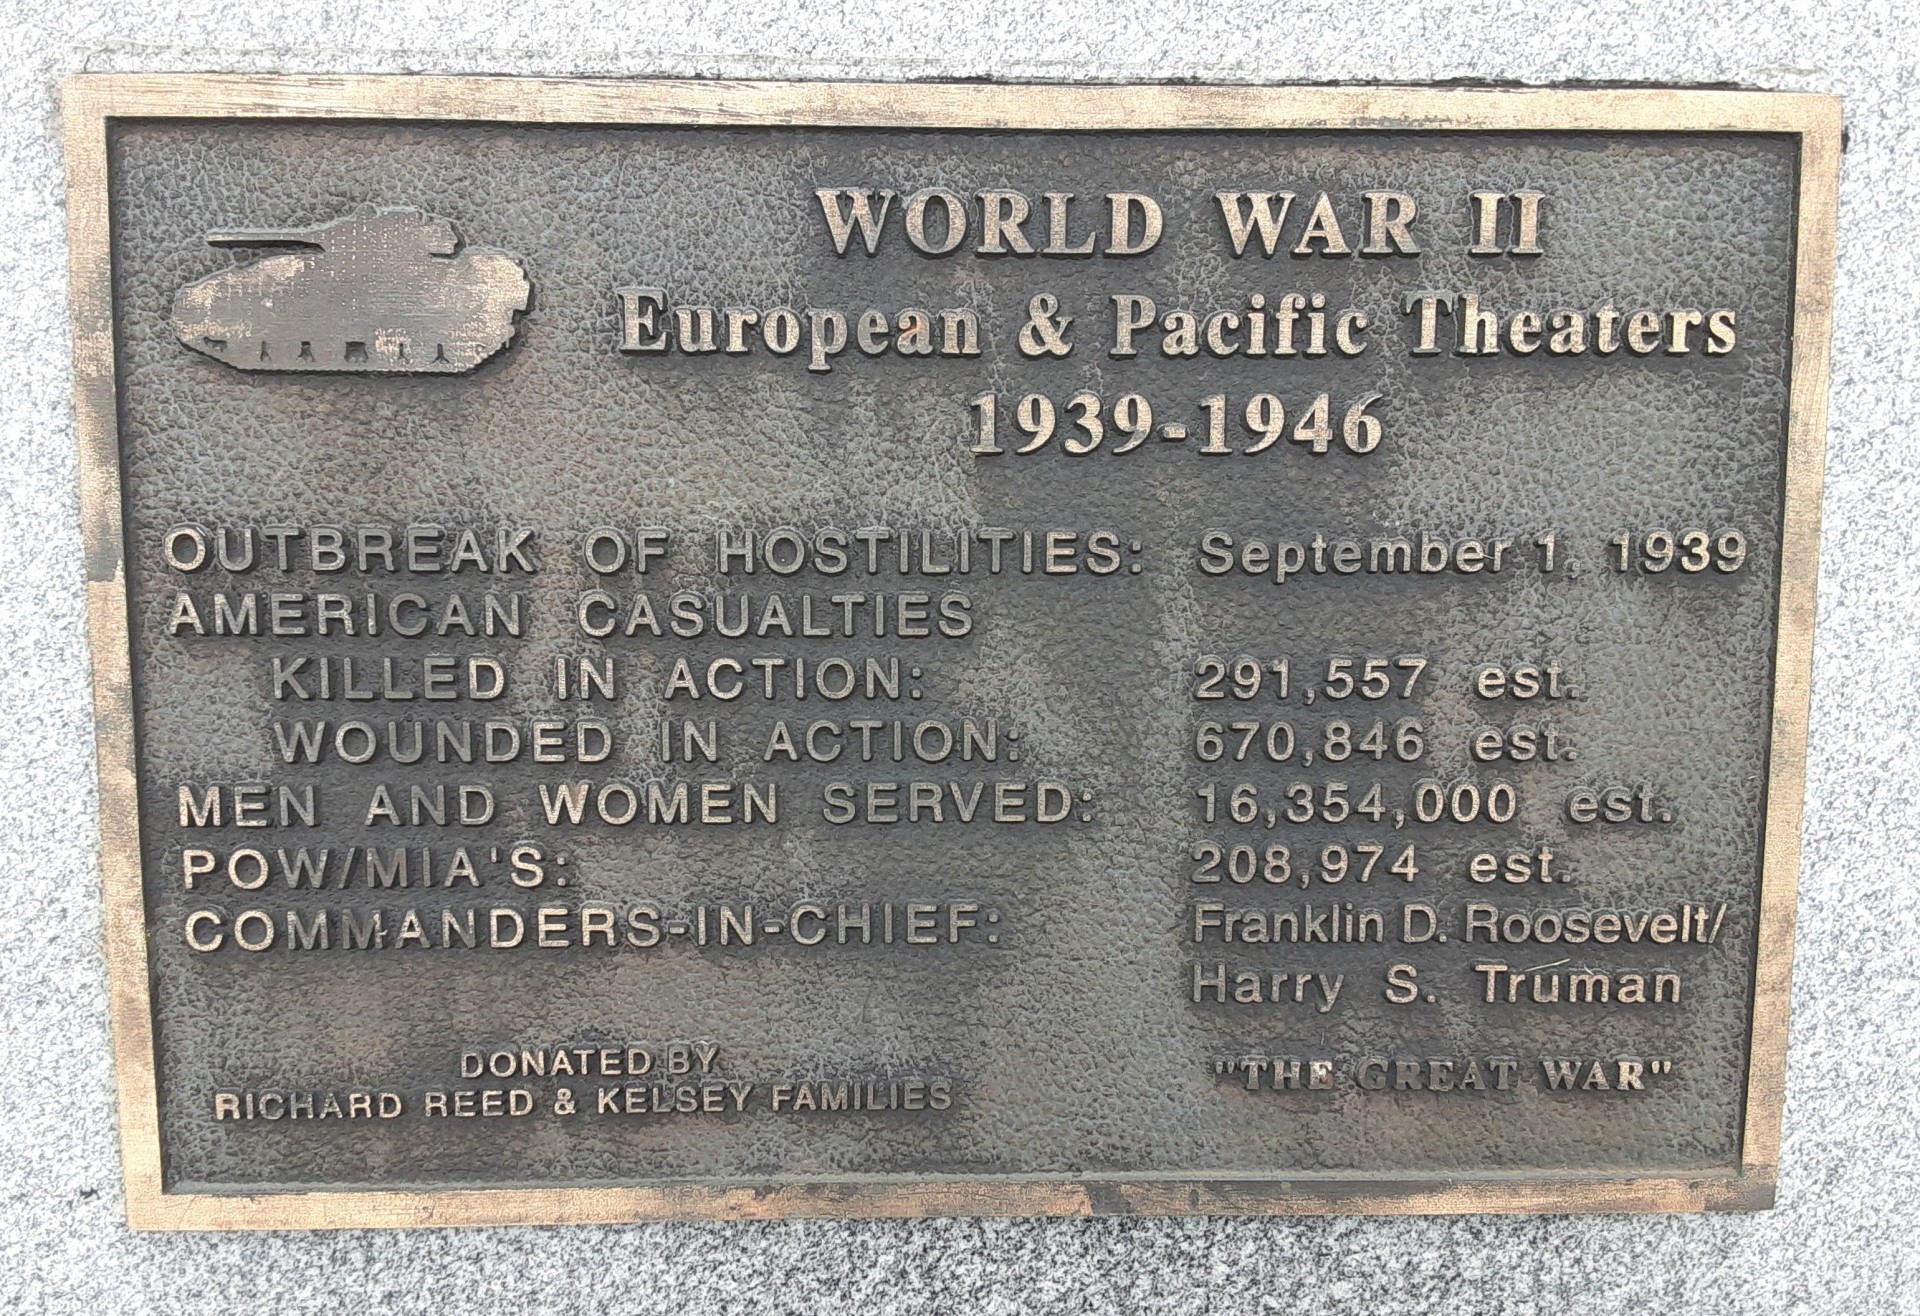 WORLD WAR II
European & Pacific Theaters
1939-1946
OUTBREAK OF HOSTILITIES: September 1, 1939
AMERICAN CASUALTIES
KILLED IN ACTION: 291,557 est.
WOUNDED IN ACTION: 670,846 est.
MEN AND WOMEN SERVED: 16,354,000 est.
POW/MIA'S: 208,974 est.
COMMANDERS-IN-CHIEF: Franklin D. Roosevelt/
Harry S. Truman
DONATED BY
RICHARD REED & KELSEY FAMILIES
"THE GREAT WAR"